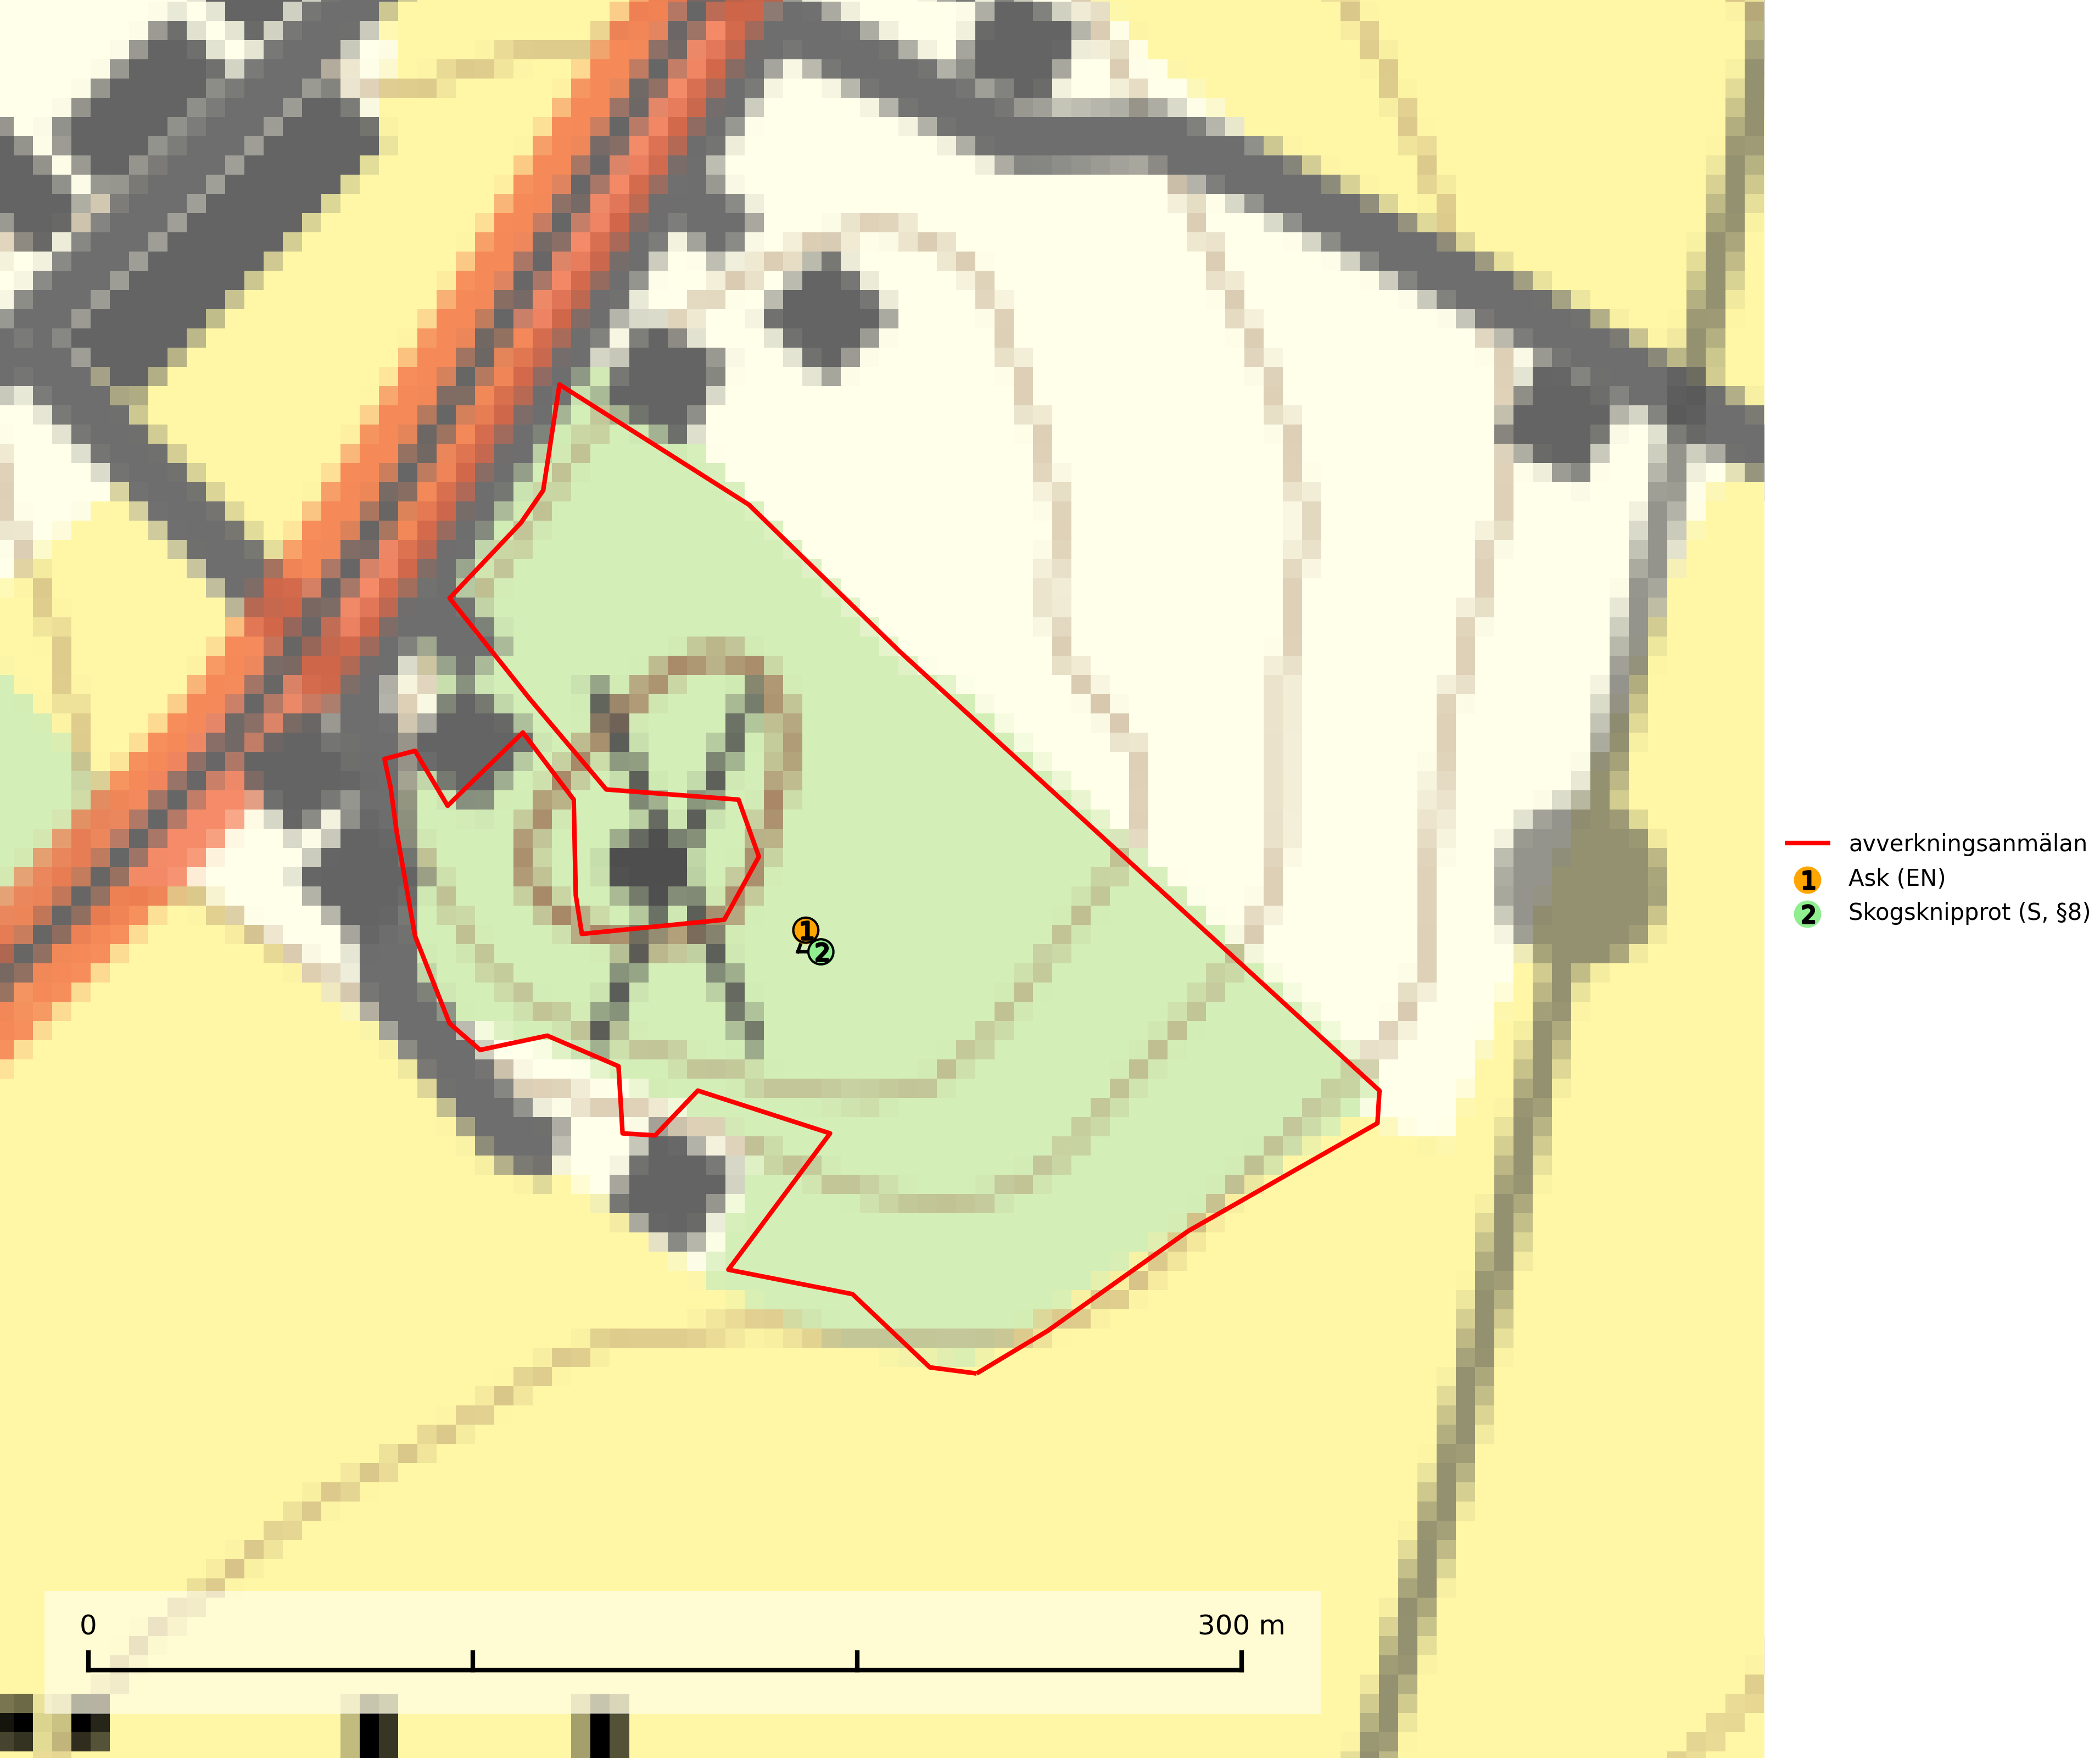 avverkningsanmälan
1 Ask (EN)
2 Skogsknipprot (S, §8)
1
2
0
300 m